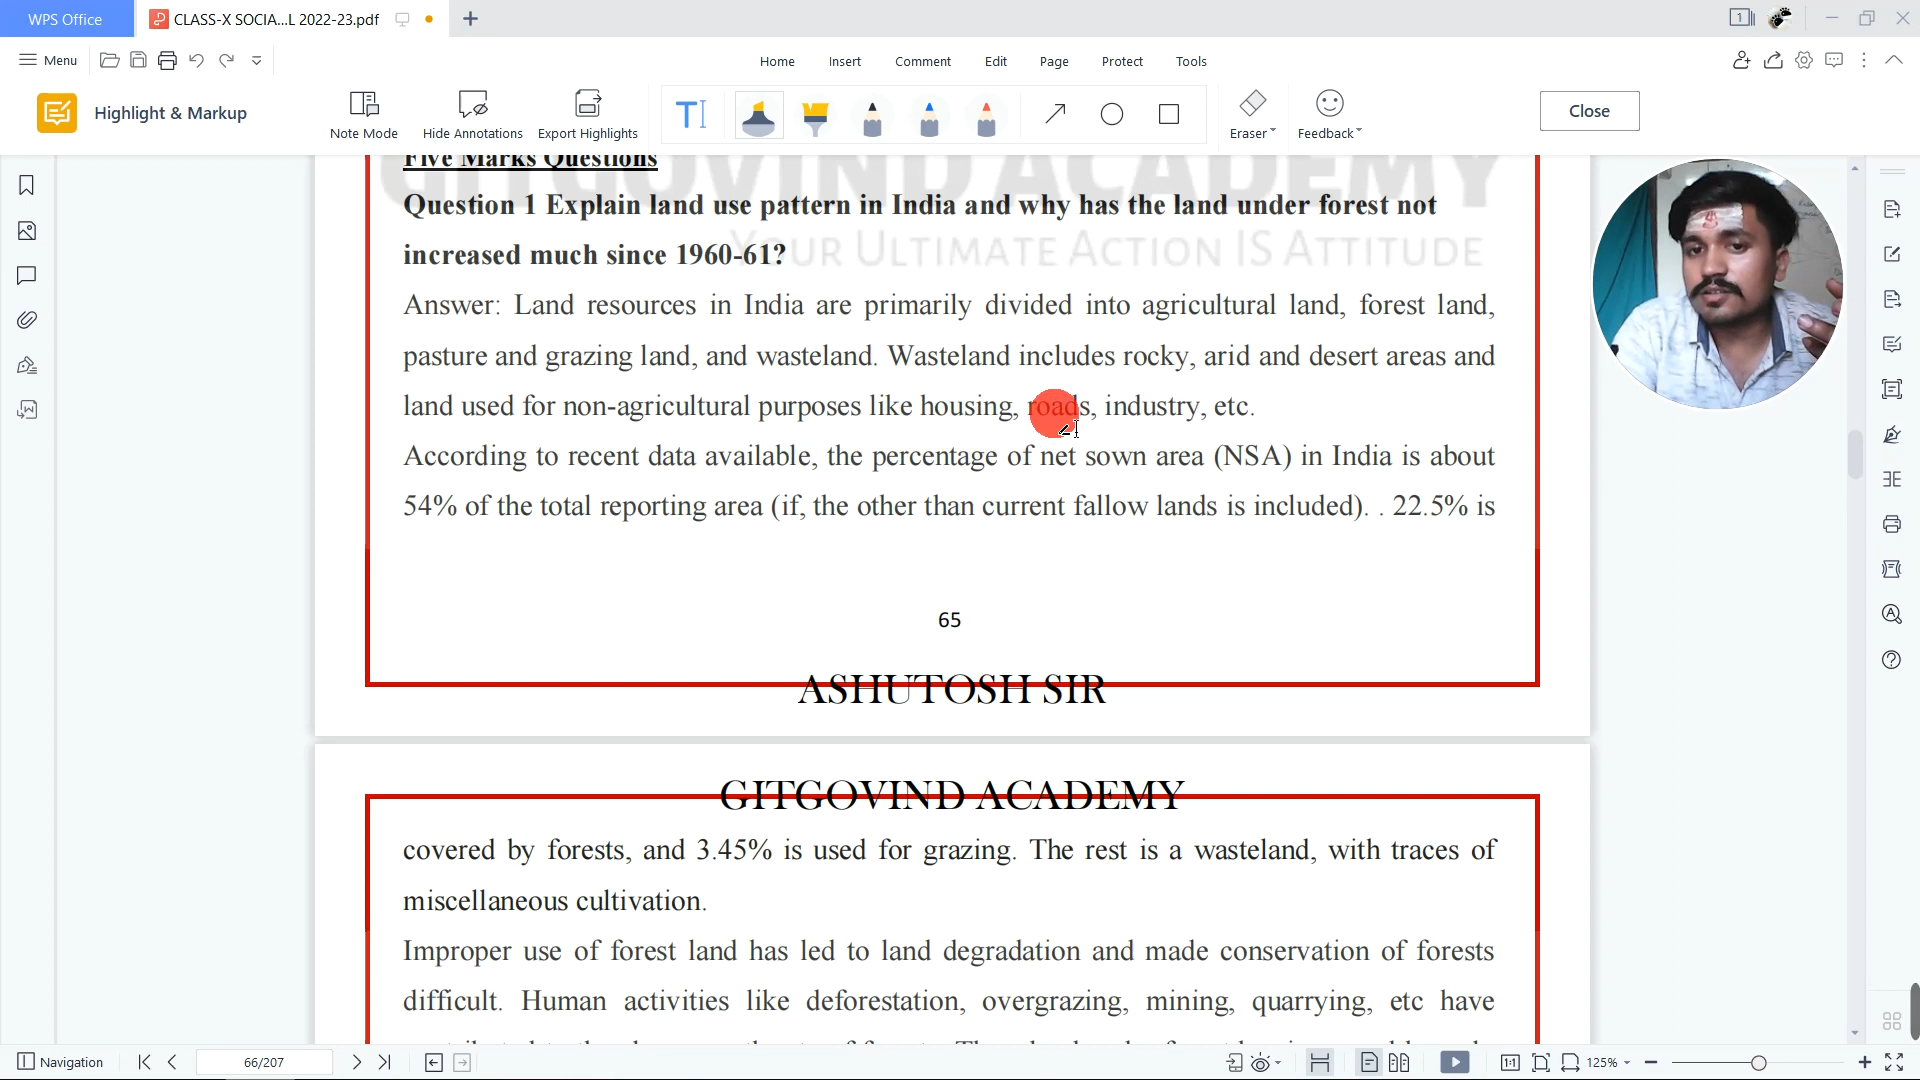 WPS Office
CLASS-X SOCIA...L 2022-23.pdf
1
Menu
Home Insert Comment Edit Page Protect Tools
Highlight & Markup
Note Mode
Hide Annotations
Export Highlights
T
Eraser
Feedback
Close
GITGOVIND ACADEMY
YOUR ULTIMATE ACTION IS ATTITUDE
Five Marks Questions
Question 1 Explain land use pattern in India and why has the land under forest not
increased much since 1960-61?
Answer: Land resources in India are primarily divided into agricultural land, forest land,
pasture and grazing land, and wasteland. Wasteland includes rocky, arid and desert areas and
land used for non-agricultural purposes like housing, roads, industry, etc.
According to recent data available, the percentage of net sown area (NSA) in India is about
54% of the total reporting area (if, the other than current fallow lands is included). . 22.5% is
65
ASHUTOSH SIR
GITGOVIND ACADEMY
covered by forests, and 3.45% is used for grazing. The rest is a wasteland, with traces of
miscellaneous cultivation.
Improper use of forest land has led to land degradation and made conservation of forests
difficult. Human activities like deforestation, overgrazing, mining, quarrying, etc have
Navigation
66/207
1:1
125%